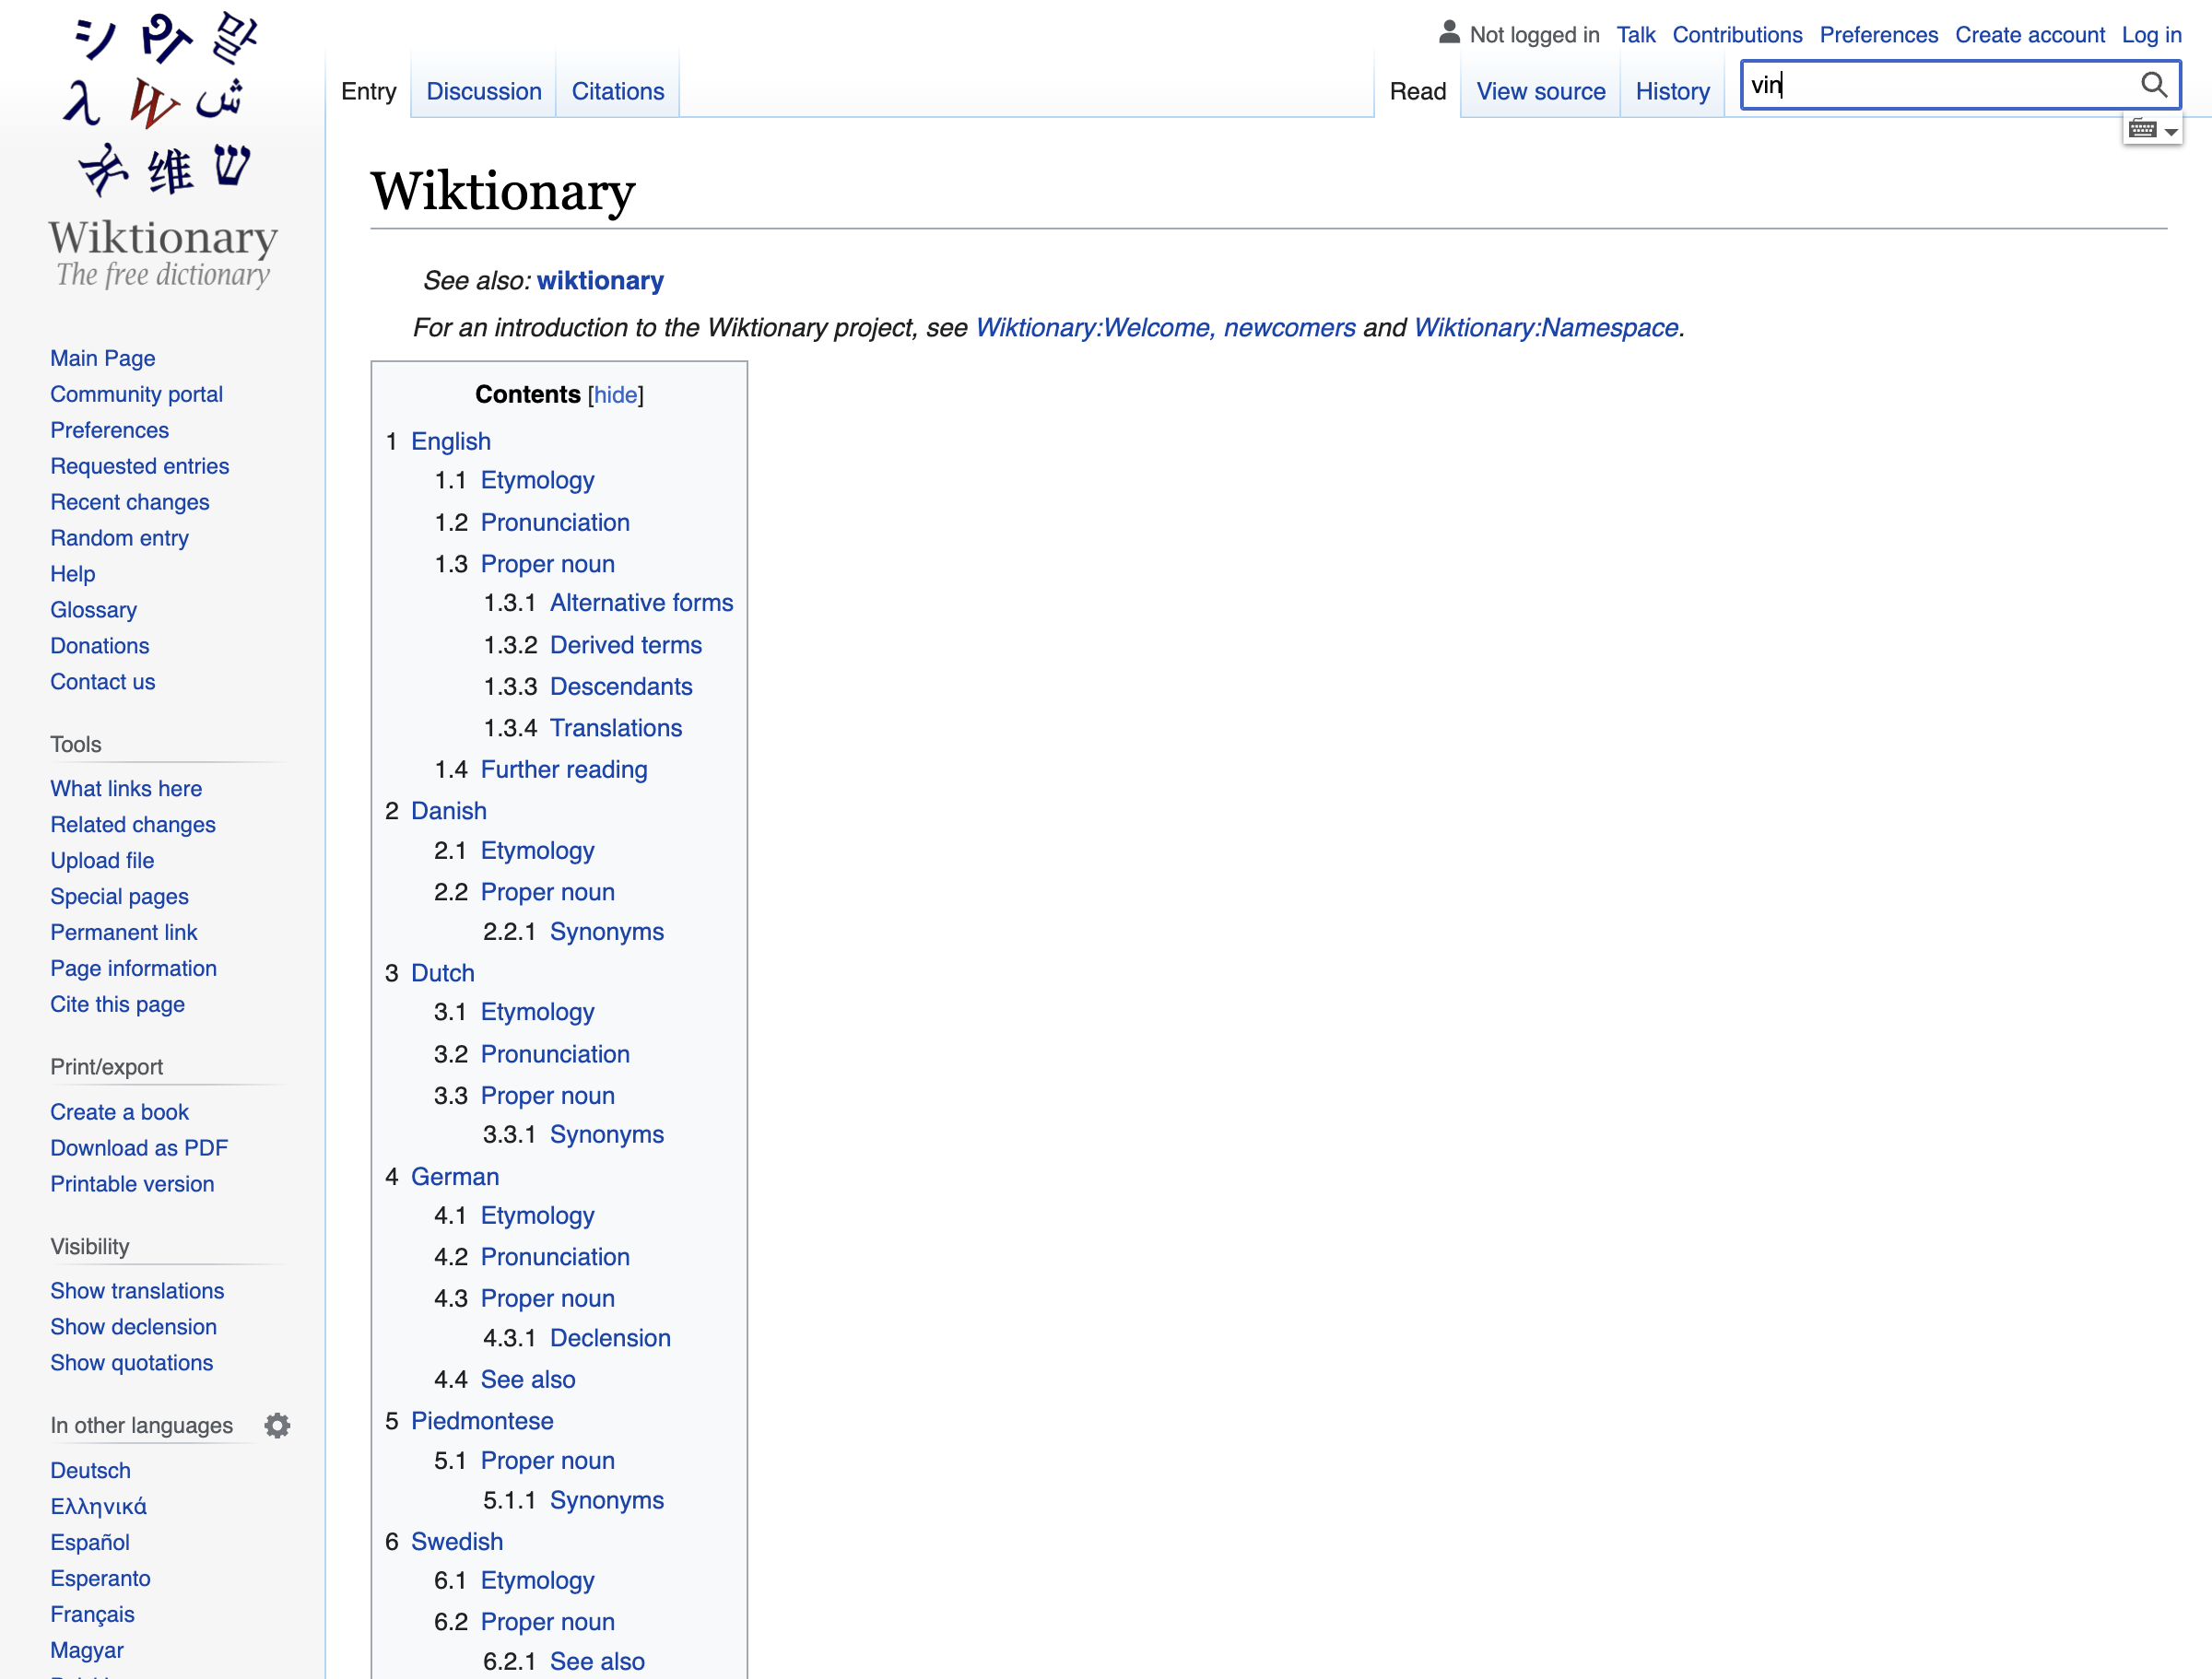 シ 말
λ W ش
维 ש
Wiktionary
The free dictionary
Not logged in Talk Contributions Preferences Create account Log in
Entry Discussion Citations Read View source History vin
Wiktionary
See also: wiktionary
For an introduction to the Wiktionary project, see Wiktionary:Welcome, newcomers and Wiktionary:Namespace.
Contents [hide]
1 English
1.1 Etymology
1.2 Pronunciation
1.3 Proper noun
1.3.1 Alternative forms
1.3.2 Derived terms
1.3.3 Descendants
1.3.4 Translations
1.4 Further reading
2 Danish
2.1 Etymology
2.2 Proper noun
2.2.1 Synonyms
3 Dutch
3.1 Etymology
3.2 Pronunciation
3.3 Proper noun
3.3.1 Synonyms
4 German
4.1 Etymology
4.2 Pronunciation
4.3 Proper noun
4.3.1 Declension
4.4 See also
5 Piedmontese
5.1 Proper noun
5.1.1 Synonyms
6 Swedish
6.1 Etymology
6.2 Proper noun
6.2.1 See also
Main Page
Community portal
Preferences
Requested entries
Recent changes
Random entry
Help
Glossary
Donations
Contact us
Tools
What links here
Related changes
Upload file
Special pages
Permanent link
Page information
Cite this page
Print/export
Create a book
Download as PDF
Printable version
Visibility
Show translations
Show declension
Show quotations
In other languages
Deutsch
Ελληνικά
Español
Esperanto
Français
Magyar